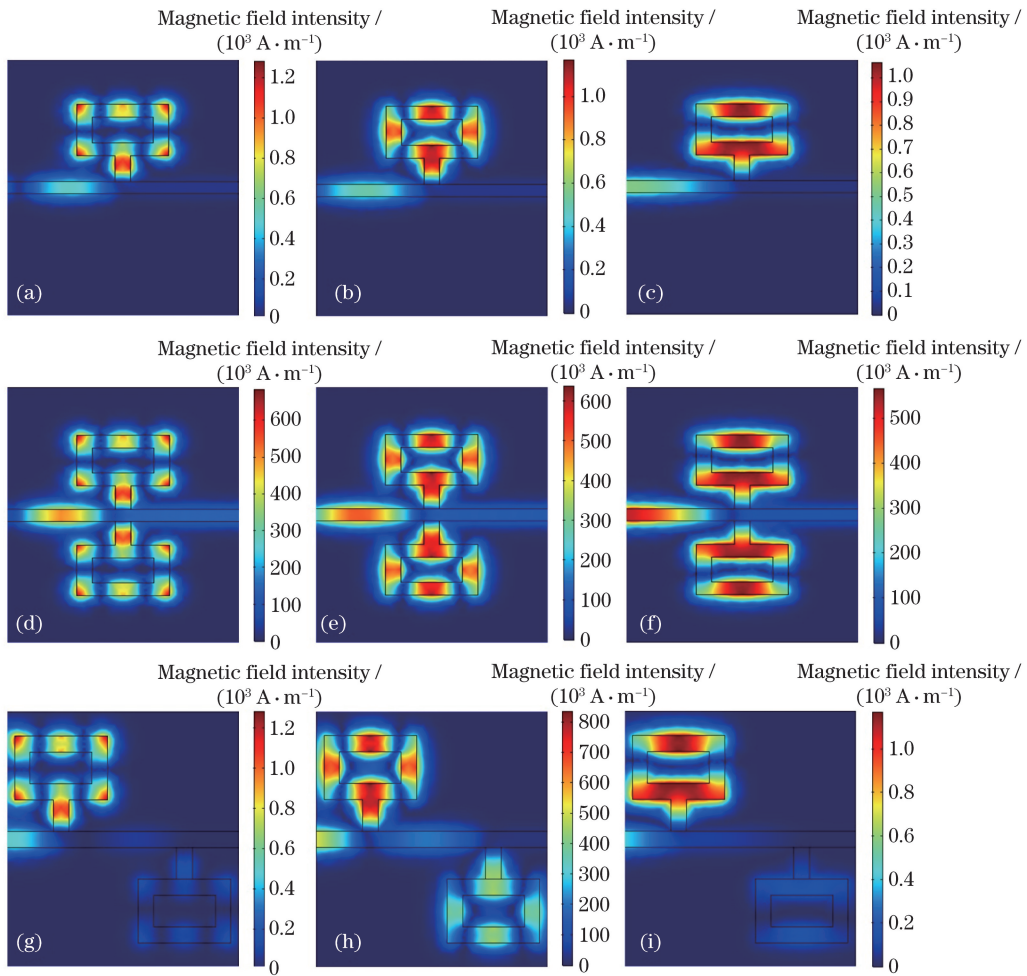 Magnetic field intensity /
(10³ A · m⁻¹)
Magnetic field intensity /
(10³ A · m⁻¹)
Magnetic field intensity /
(10³ A · m⁻¹)
1.2
1.0
0.8
0.6
0.4
0.2
0
(a)
1.0
0.8
0.6
0.4
0.2
0
(b)
1.0
0.9
0.8
0.7
0.6
0.5
0.4
0.3
0.2
0.1
0
(c)
Magnetic field intensity /
(10³ A · m⁻¹)
Magnetic field intensity /
(10³ A · m⁻¹)
Magnetic field intensity /
(10³ A · m⁻¹)
600
500
400
300
200
100
0
(d)
600
500
400
300
200
100
0
(e)
500
400
300
200
100
0
(f)
Magnetic field intensity /
(10³ A · m⁻¹)
Magnetic field intensity /
(10³ A · m⁻¹)
Magnetic field intensity /
(10³ A · m⁻¹)
1.2
1.0
0.8
0.6
0.4
0.2
0
(g)
800
700
600
500
400
300
200
100
0
(h)
1.0
0.8
0.6
0.4
0.2
0
(i)